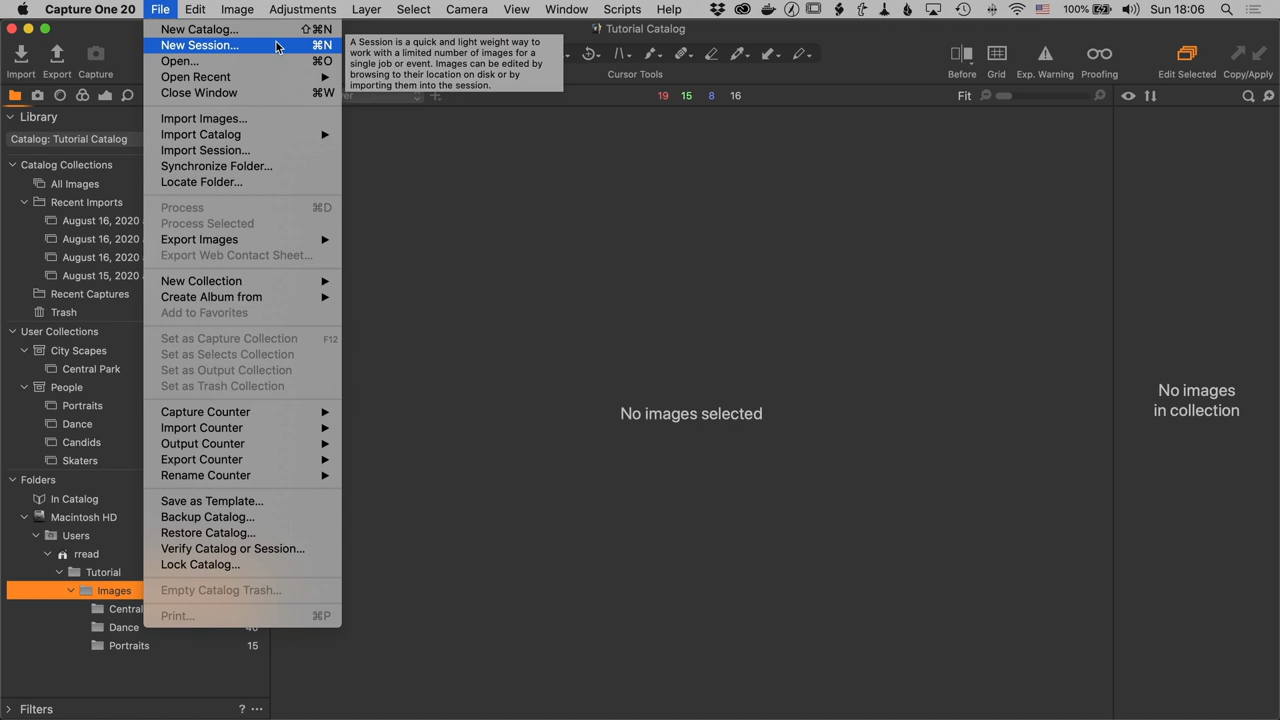 Capture One 20 File Edit Image Adjustments Layer Select Camera View Window Scripts Help 100% Sun 18:06
Tutorial Catalog
Import Export Capture
Cursor Tools
Before Grid Exp. Warning Proofing Edit Selected Copy/Apply
19 15 8 16 Fit
New Catalog... ⇧⌘N
New Session... ⌘N
Open... ⌘O
Open Recent
Close Window ⌘W
Import Images...
Import Catalog
Import Session...
Synchronize Folder...
Locate Folder...
Process ⌘D
Process Selected
Export Images
Export Web Contact Sheet...
New Collection
Create Album from
Add to Favorites
Set as Capture Collection F12
Set as Selects Collection
Set as Output Collection
Set as Trash Collection
Capture Counter
Import Counter
Output Counter
Export Counter
Rename Counter
Save as Template...
Backup Catalog...
Restore Catalog...
Verify Catalog or Session...
Lock Catalog...
Empty Catalog Trash...
Print... ⌘P
A Session is a quick and light weight way to
work with a limited number of images for a
single job or event. Images can be edited by
browsing to their location on disk or by
importing them into the session.
Library
Catalog: Tutorial Catalog
Catalog Collections
All Images
Recent Imports
August 16, 2020
August 16, 2020
August 16, 2020
August 15, 2020
Recent Captures
Trash
User Collections
City Scapes
Central Park
People
Portraits
Dance
Candids
Skaters
Folders
In Catalog
Macintosh HD
Users
rread
Tutorial
Images
Central
Dance
Portraits 15
Filters ? ...
No images selected
No images
in collection